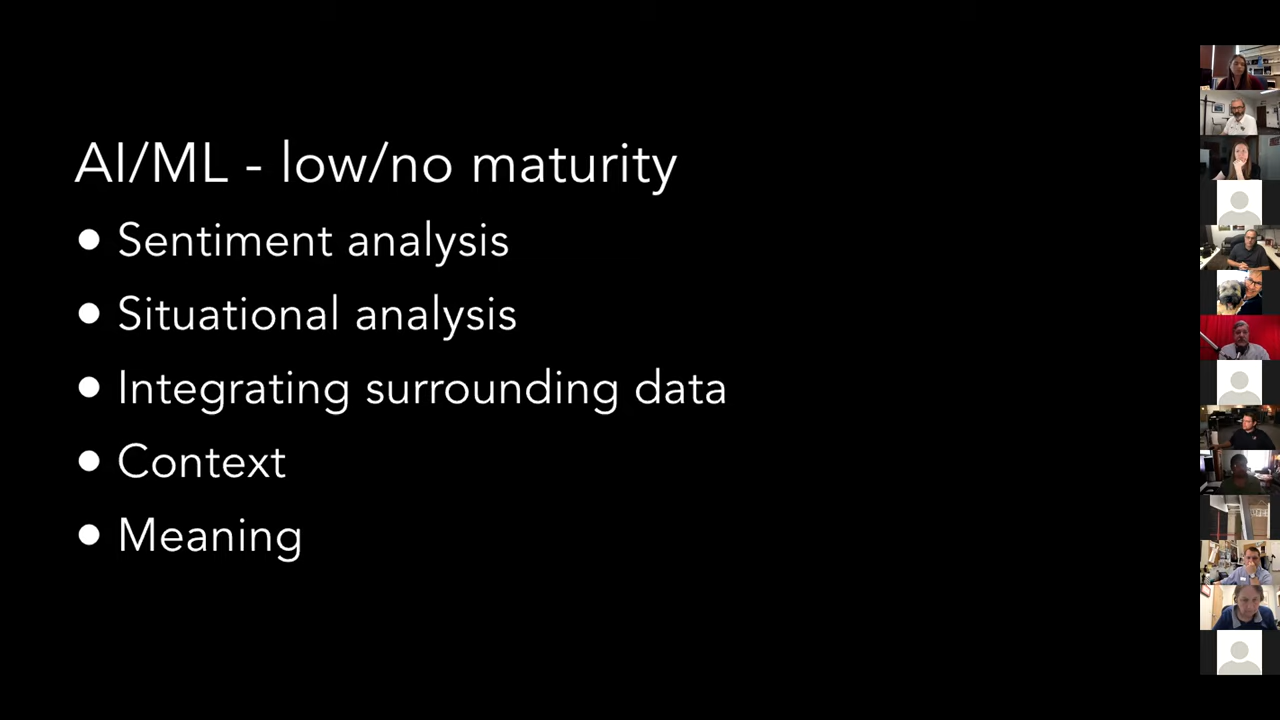 AI/ML - low/no maturity
• Sentiment analysis
• Situational analysis
• Integrating surrounding data
• Context
• Meaning